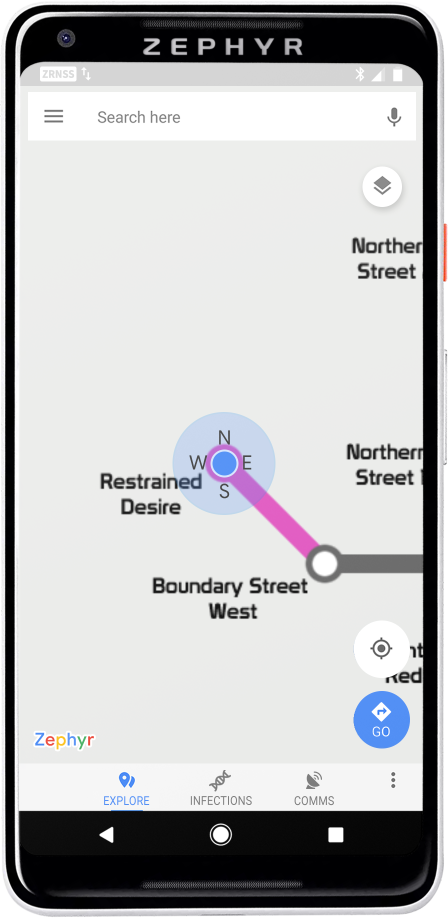 ZEPHYR
ZRNSS
Search here
Norther
Street
N
W E
S
Restrained
Desire
Northern
Street
Boundary Street
West
Red
GO
Zephyr
EXPLORE INFECTIONS COMMS